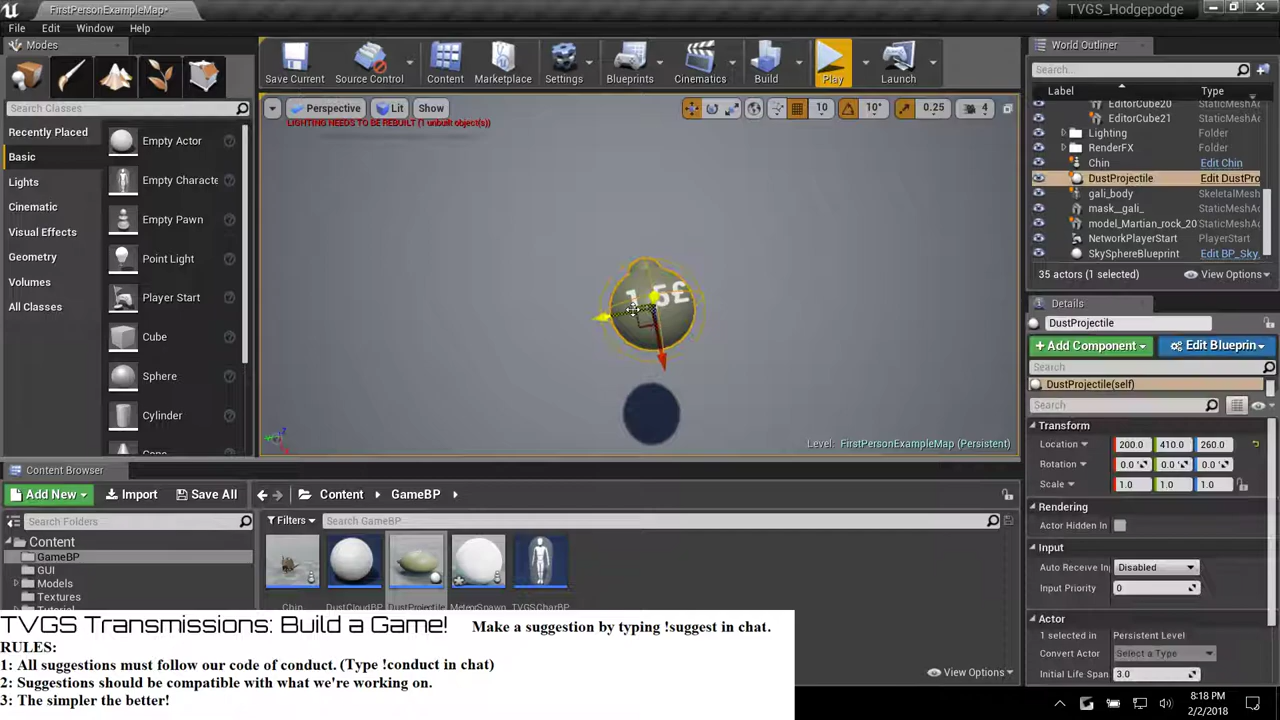 FirstPersonExampleMap*
TVGS_Hodgepodge
File Edit Window Help
Modes
Search Classes
Recently Placed
Basic
Lights
Cinematic
Visual Effects
Geometry
Volumes
All Classes
Empty Actor
Empty Characte
Empty Pawn
Point Light
Player Start
Cube
Sphere
Cylinder
Save Current
Source Control
Content
Marketplace
Settings
Blueprints
Cinematics
Build
Play
Launch
Perspective Lit Show
10 10° 0.25 4
LIGHTING NEEDS TO BE REBUILT (1 unbuilt object(s))
Level: FirstPersonExampleMap (Persistent)
World Outliner
Search...
Label Type
EditorCube20 StaticMeshAc
EditorCube21 StaticMeshAc
Lighting Folder
RenderFX Folder
Chin Edit Chin
DustProjectile Edit DustPro
gali_body SkeletalMesh
mask__gali_ StaticMeshAc
model_Martian_rock_20 StaticMeshAc
NetworkPlayerStart PlayerStart
SkySphereBlueprint Edit BP_Sky
35 actors (1 selected) View Options
Details
DustProjectile
+ Add Component Edit Blueprin
Search
DustProjectile(self)
Search
Transform
Location 200.0 410.0 260.0
Rotation 0.0 ° 0.0 ° 0.0 °
Scale 1.0 1.0 1.0
Rendering
Actor Hidden In
Input
Auto Receive In Disabled
Input Priority 0
Actor
1 selected in Persistent Level
Convert Actor Select a Type
Initial Life Span 3.0
Content Browser
Add New Import Save All
Content GameBP
Search Folders
Filters Search GameBP
Content
GameBP
GUI
Models
Textures
Tutorial
Chin DustCloudBP DustProjectile MeteorSpawn TVGSCharBP
View Options
TVGS Transmissions: Build a Game! Make a suggestion by typing !suggest in chat.
RULES:
1: All suggestions must follow our code of conduct. (Type !conduct in chat)
2: Suggestions should be compatible with what we're working on.
3: The simpler the better!
8:18 PM
2/2/2018